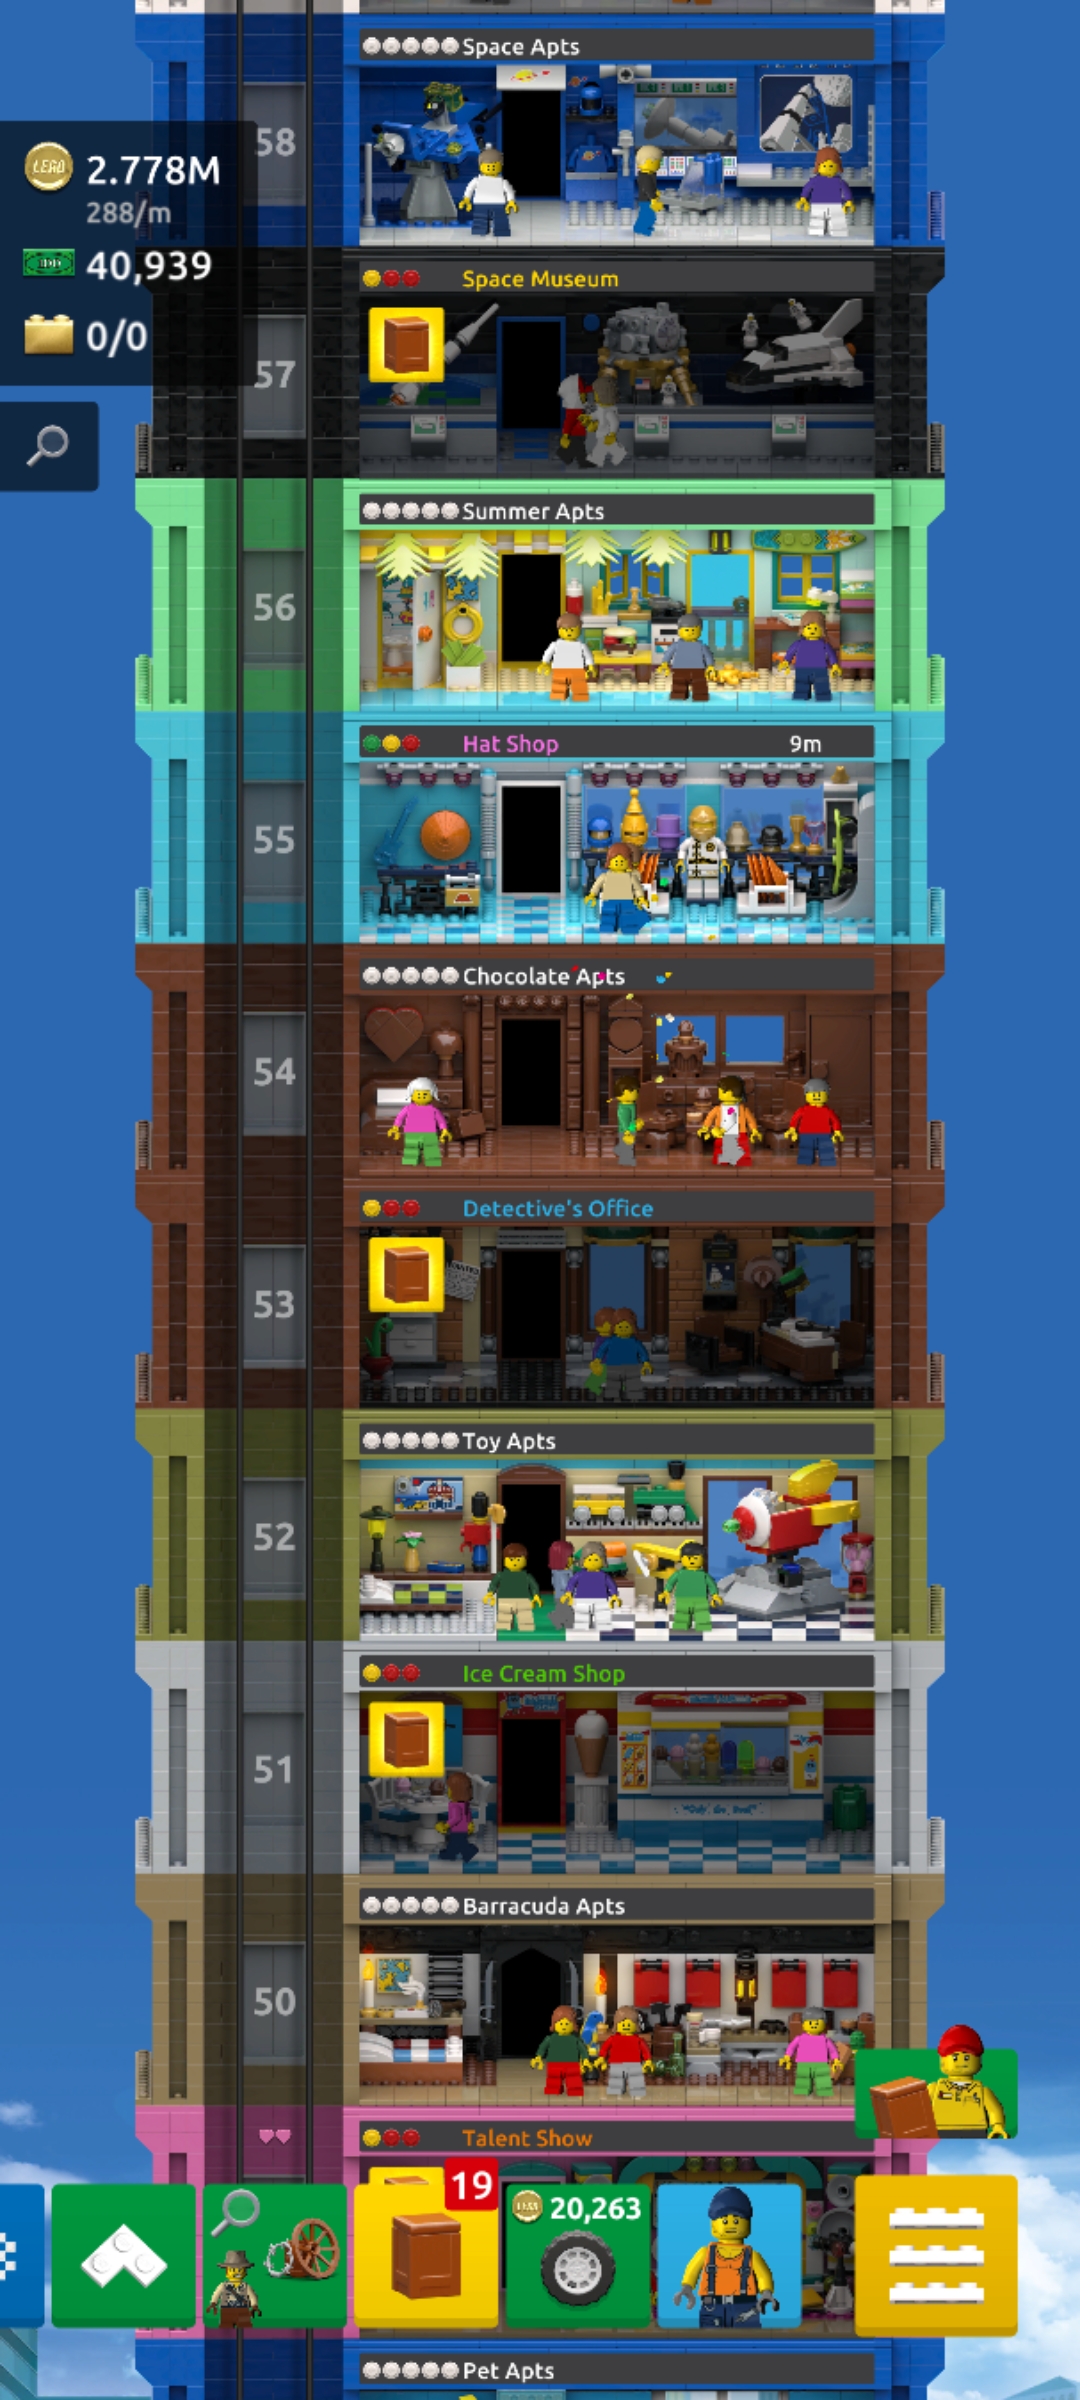 Space Apts
58
LEGO 2.778M
288/m
40,939
0/0
Space Museum
57
Summer Apts
56
Hat Shop 9m
55
Chocolate Apts
54
Detective's Office
53
Toy Apts
52
Ice Cream Shop
51
Barracuda Apts
50
Talent Show
19
20,263
Pet Apts